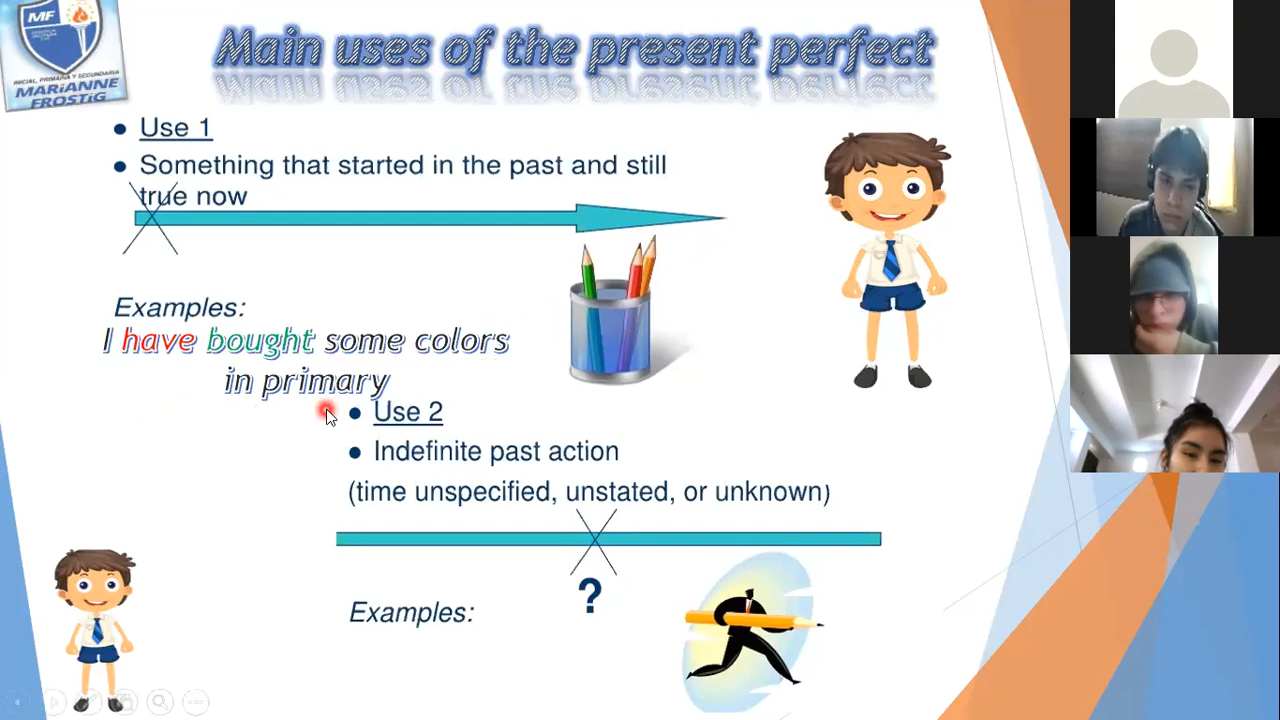 MF
INICIAL, PRIMARIA Y SECUNDARIA
MARIANNE
FROSTIG
Main uses of the present perfect
Use 1
Something that started in the past and still
true now
Examples:
I have bought some colors
in primary
Use 2
Indefinite past action
(time unspecified, unstated, or unknown)
?
Examples: